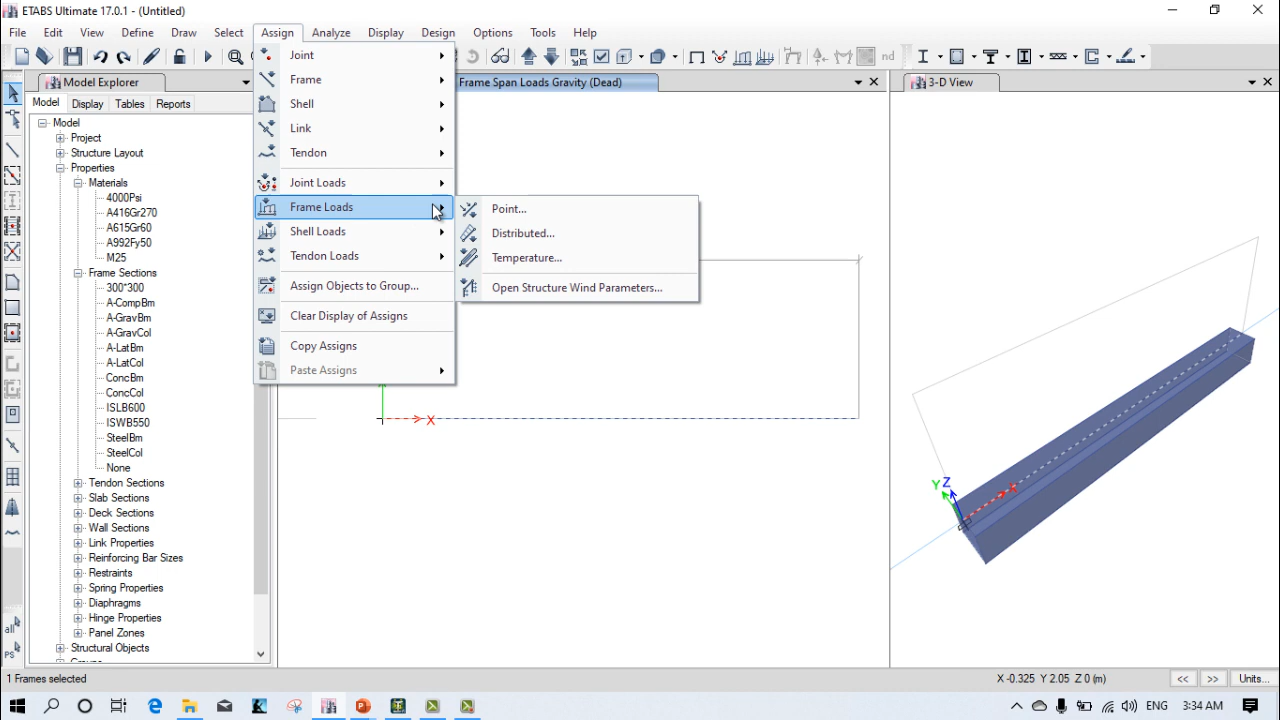 ETABS Ultimate 17.0.1 - (Untitled)
File Edit View Define Draw Select Assign Analyze Display Design Options Tools Help
Model Explorer
Frame Span Loads Gravity (Dead)
3-D View
Model Display Tables Reports
Model
Project
Structure Layout
Properties
Materials
4000Psi
A416Gr270
A615Gr60
A992Fy50
M25
Frame Sections
300*300
A-CompBm
A-GravBm
A-GravCol
A-LatBm
A-LatCol
ConcBm
ConcCol
ISLB600
ISWB550
SteelBm
SteelCol
None
Tendon Sections
Slab Sections
Deck Sections
Wall Sections
Link Properties
Reinforcing Bar Sizes
Restraints
Spring Properties
Diaphragms
Hinge Properties
Panel Zones
Structural Objects
all
PS
Joint
Frame
Shell
Link
Tendon
Joint Loads
Frame Loads
Shell Loads
Tendon Loads
Assign Objects to Group...
Clear Display of Assigns
Copy Assigns
Paste Assigns
Point...
Distributed...
Temperature...
Open Structure Wind Parameters...
X
Y Z X
nd
1 Frames selected
X -0.325 Y 2.05 Z 0 (m)
<< >> Units...
ENG 3:34 AM